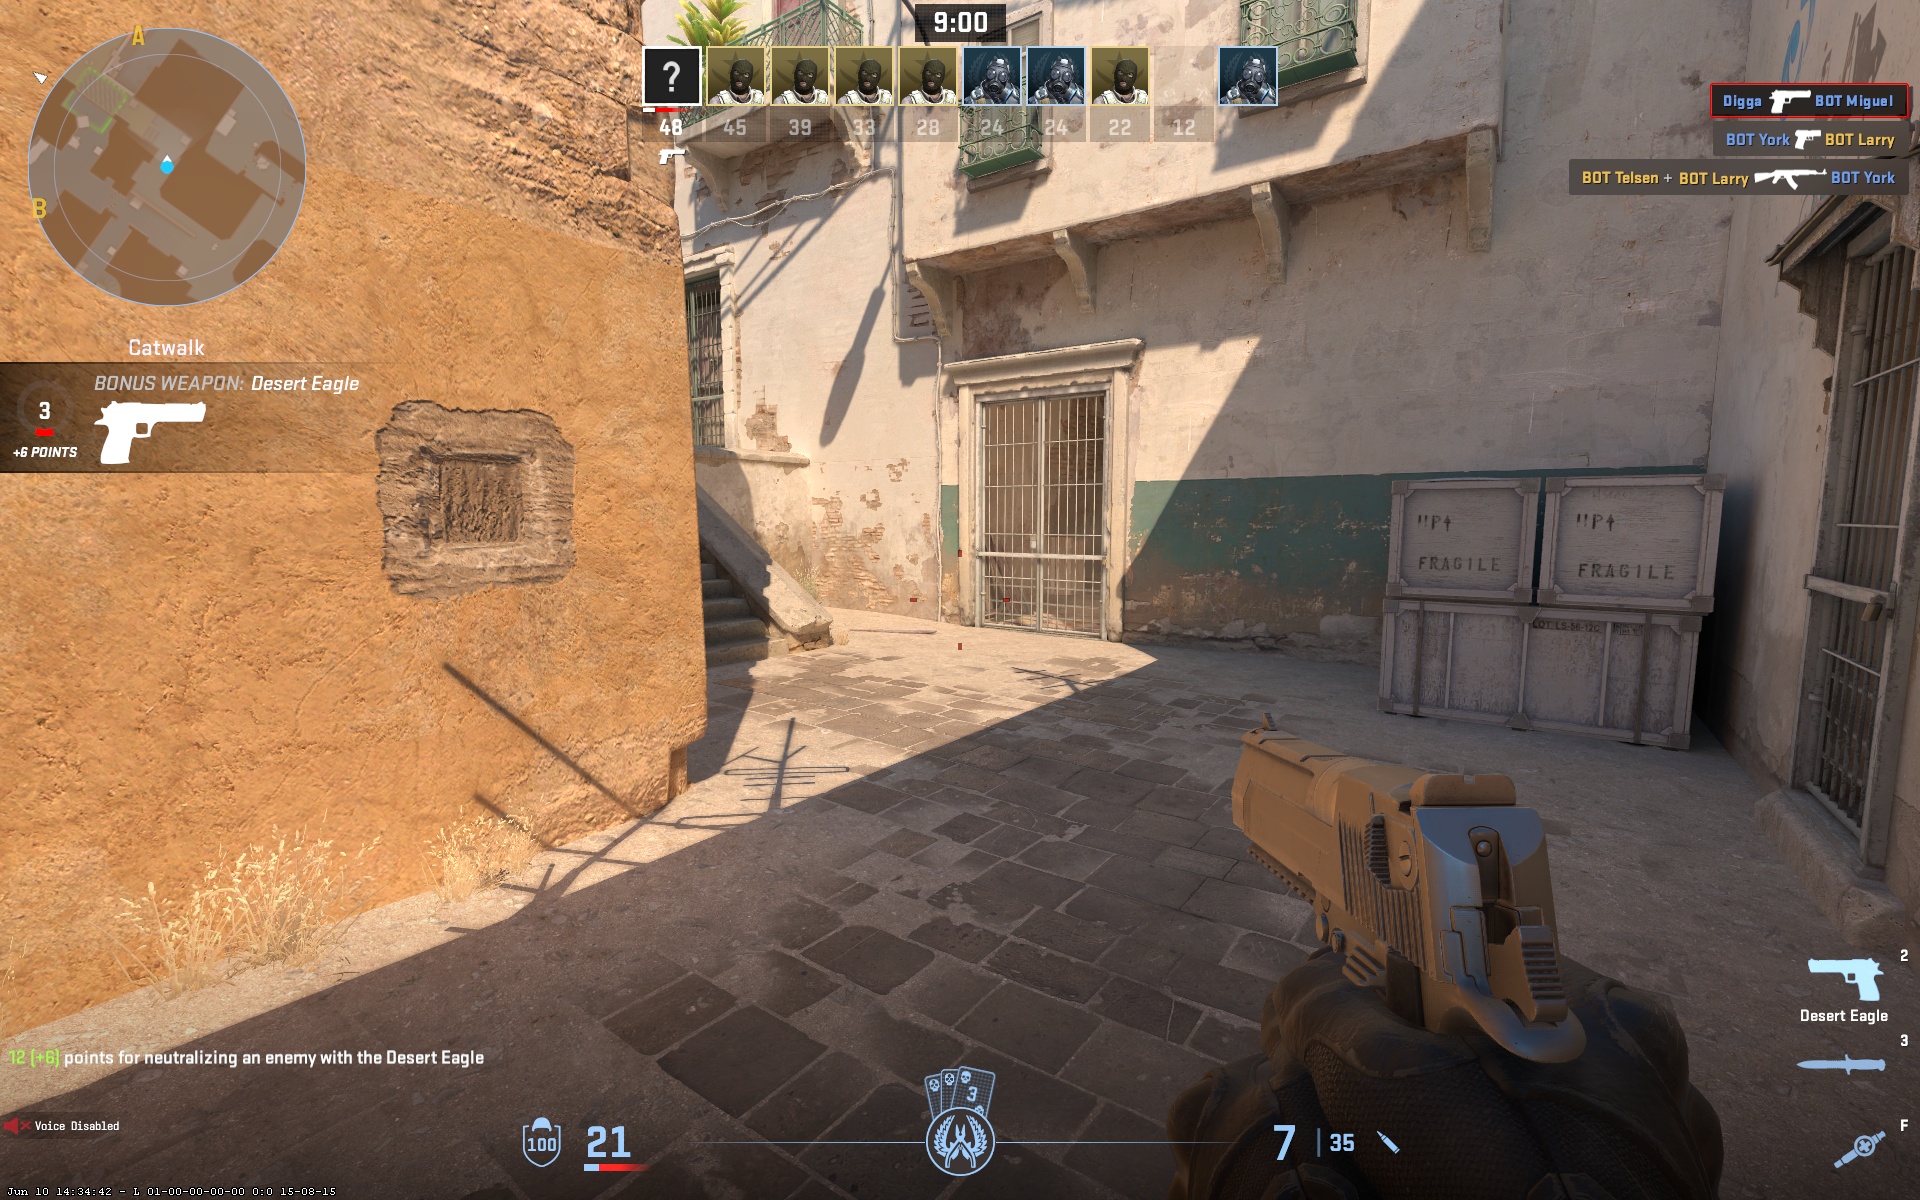 A
9:00
?
48 45 39 33 28 24 24 22 12
Digga BOT Miguel
BOT York BOT Larry
BOT Telsen + BOT Larry BOT York
B
Catwalk
BONUS WEAPON: Desert Eagle
3
+6 POINTS
FRAGILE FRAGILE
2
Desert Eagle
3
12 (+6) points for neutralizing an enemy with the Desert Eagle
3
Voice Disabled
100 21
7 | 35
F
Jun 10 14:34:42 - L 01-00-00-00-00 0:0 15-08-15